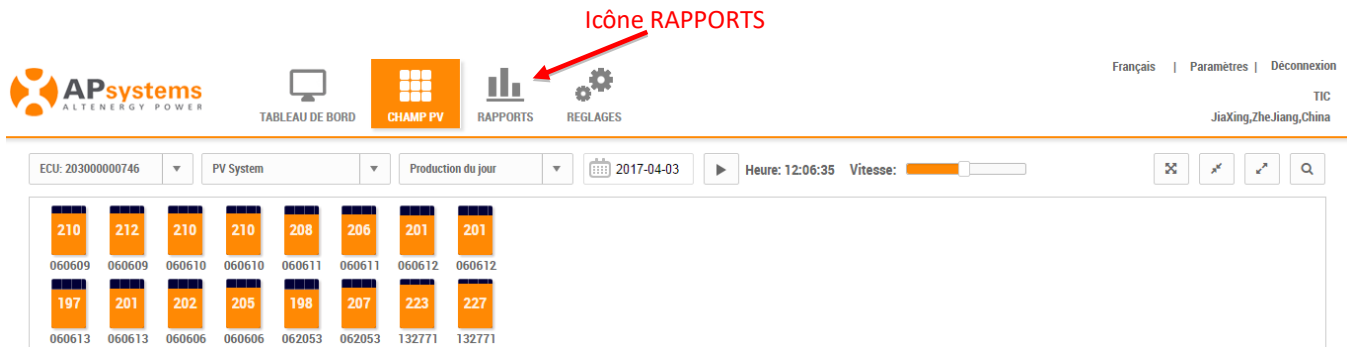 Icône RAPPORTS
APsystems
ALTENERGY POWER
TABLEAU DE BORD
CHAMP PV
RAPPORTS
REGLAGES
Français | Paramètres | Déconnexion
TIC
JiaXing,ZheJiang,China
ECU: 203000000746
PV System
Production du jour
2017-04-03
Heure: 12:06:35
Vitesse:
210 212 210 210 208 206 201 201
060609 060609 060610 060610 060611 060611 060612 060612
197 201 202 205 198 207 223 227
060613 060613 060606 060606 062053 062053 132771 132771